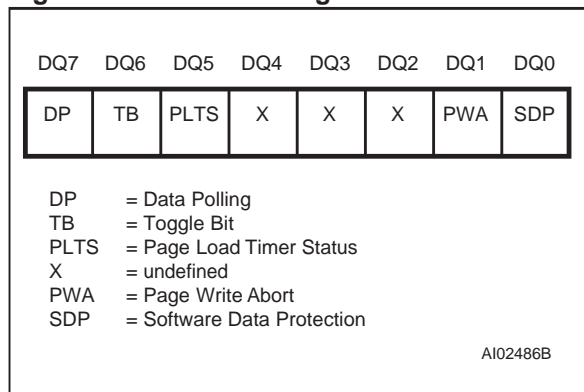 DQ7 DQ6 DQ5 DQ4 DQ3 DQ2 DQ1 DQ0
DP TB PLTS X X X PWA SDP
DP = Data Polling
TB = Toggle Bit
PLTS = Page Load Timer Status
X = undefined
PWA = Page Write Abort
SDP = Software Data Protection
AI02486B